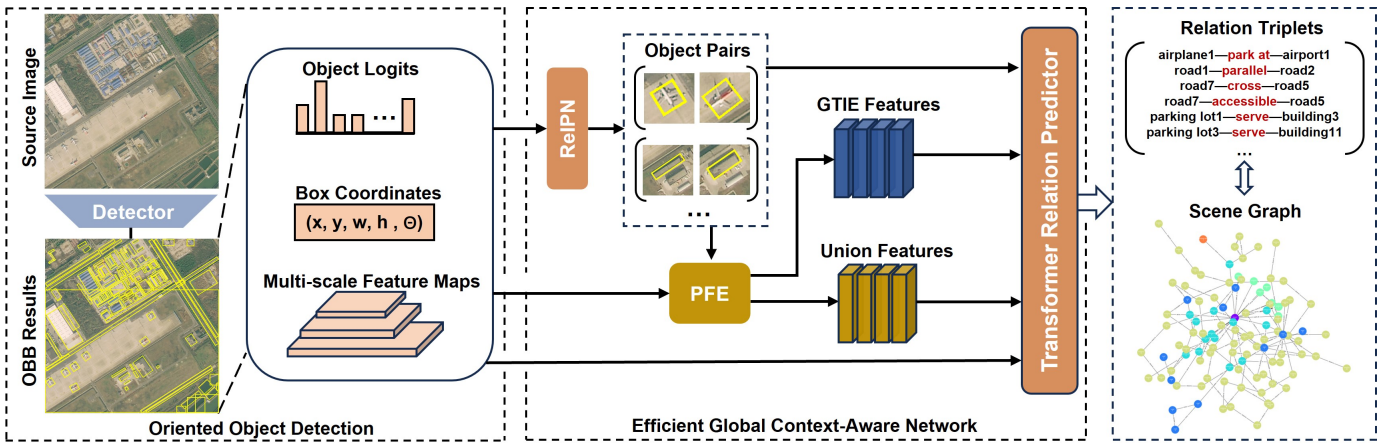 Source Image
Detector
OBB Results
Object Logits
...
Box Coordinates
(x, y, w, h , Θ)
Multi-scale Feature Maps
Oriented Object Detection
RelPN
Object Pairs
...
PFE
GTIE Features
Union Features
Transformer Relation Predictor
Efficient Global Context-Aware Network
Relation Triplets
airplane1—park at—airport1
road1—parallel—road2
road7—cross—road5
road7—accessible—road5
parking lot1—serve—building3
parking lot3—serve—building11
...
Scene Graph